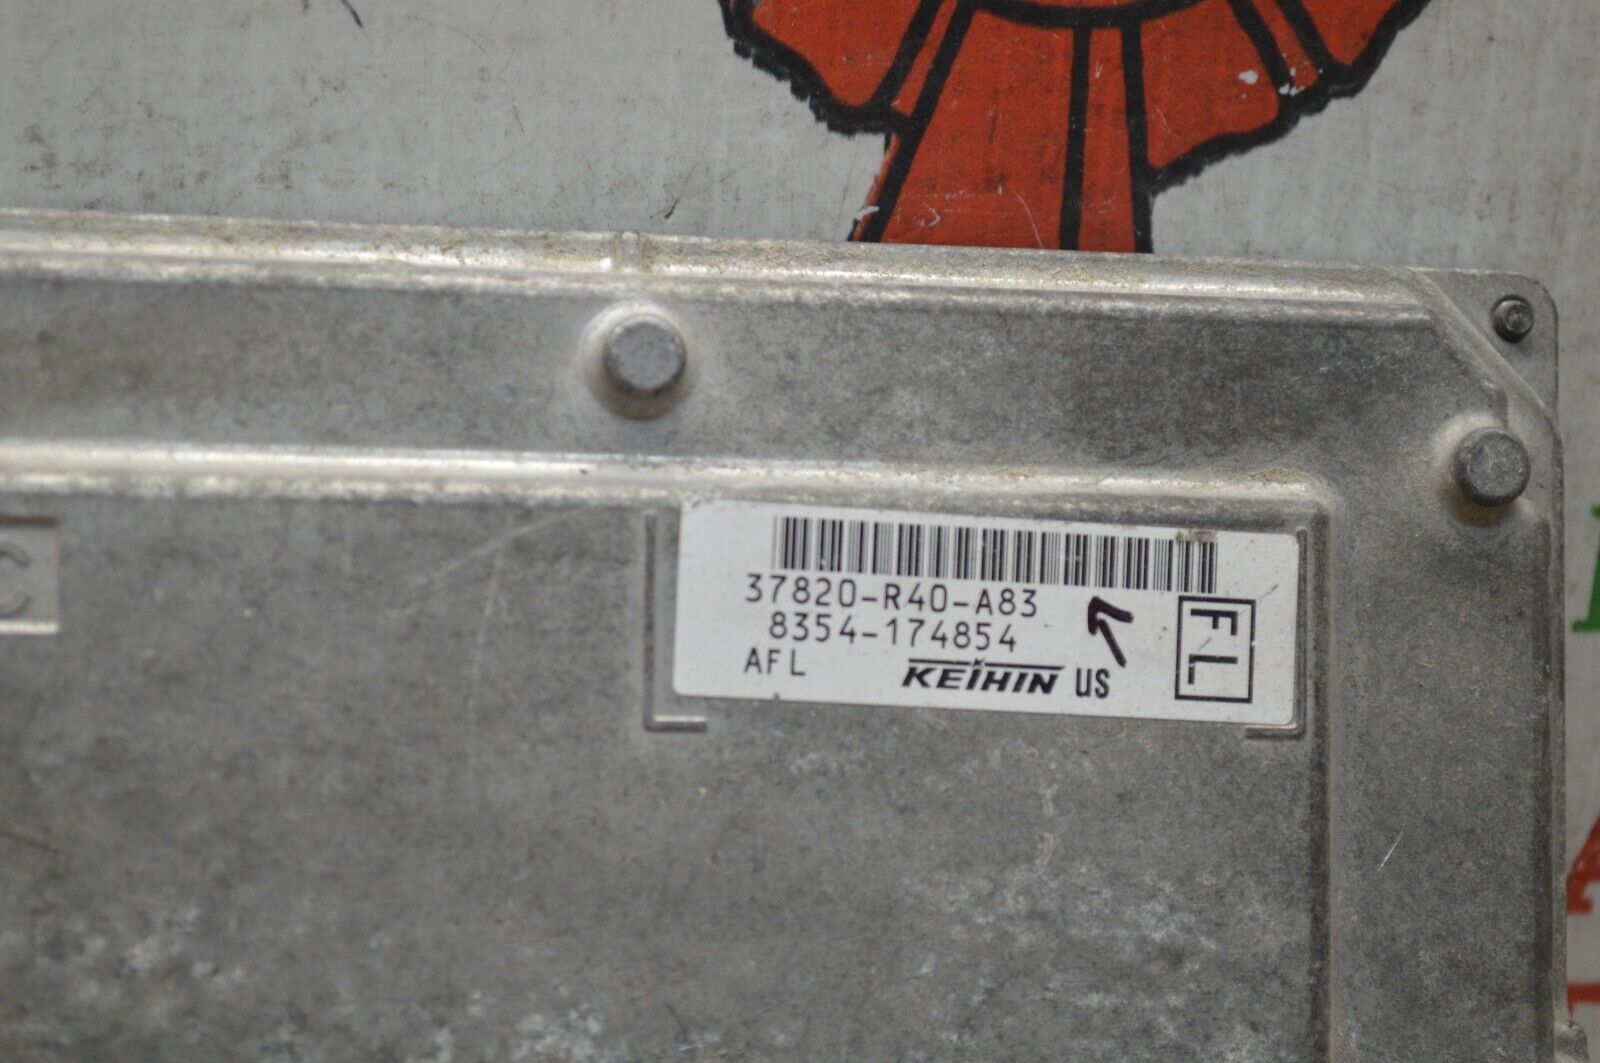 37820-R40-A83
8354-174854
AFL KEIHIN US
FL
C